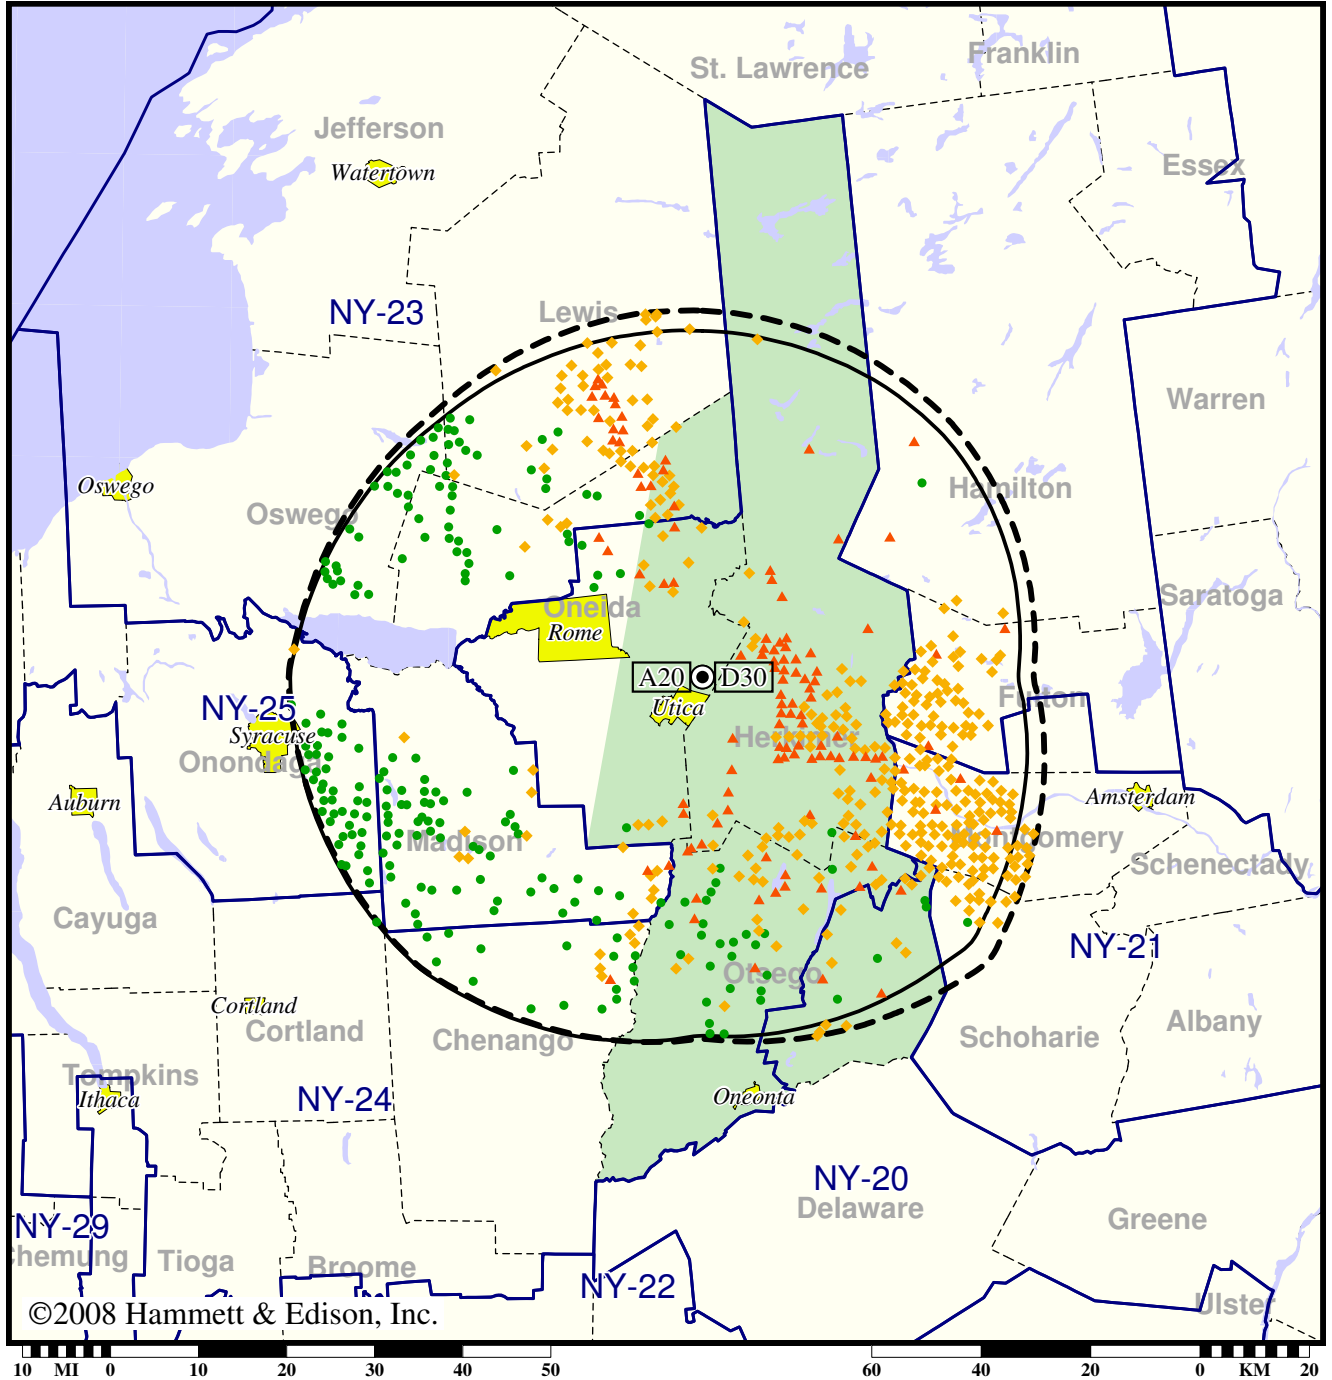 St. Lawrence
Franklin
Jefferson
Watertown
Essex
NY-23
Lewis
Warren
Oswego
Oswego
Hamilton
Oneida
Rome
Saratoga
A20
D30
Utica
Fulton
NY-25
Syracuse
Onondaga
Herkimer
Auburn
Amsterdam
Madison
Montgomery
Schenectady
Cayuga
NY-21
Otsego
Cortland
Cortland
Chenango
Schoharie
Albany
Tompkins
Ithaca
NY-24
Oneonta
NY-20
Delaware
Greene
NY-29
Chemung
Tioga
Broome
NY-22
Ulster
©2008 Hammett & Edison, Inc.
10 MI 0 10 20 30 40 50 60 40 20 0 KM 20